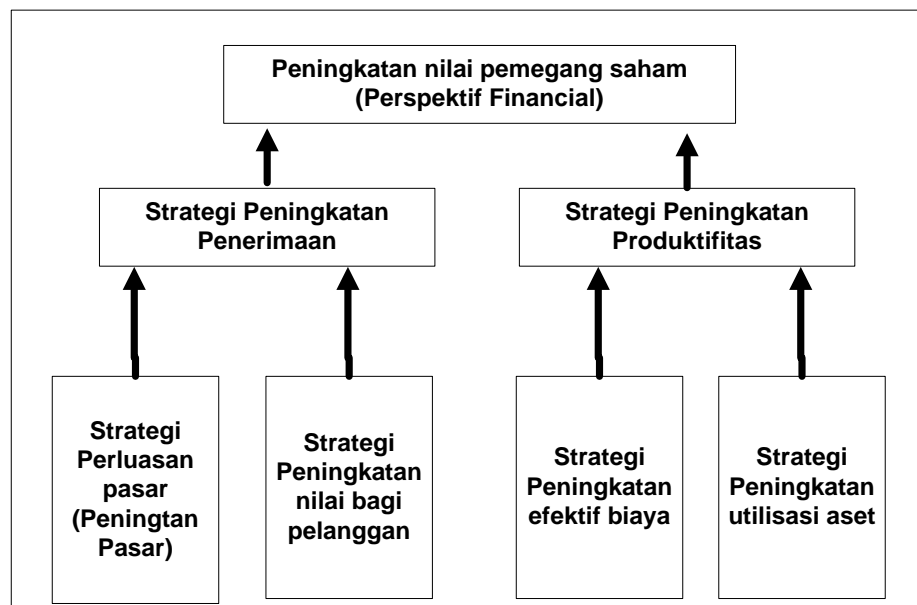 Peningkatan nilai pemegang saham
(Perspektif Financial)
Strategi Peningkatan
Penerimaan
Strategi Peningkatan
Produktifitas
Strategi
Perluasan
pasar
(Peningtan
Pasar)
Strategi
Peningkatan
nilai bagi
pelanggan
Strategi
Peningkatan
efektif biaya
Strategi
Peningkatan
utilisasi aset